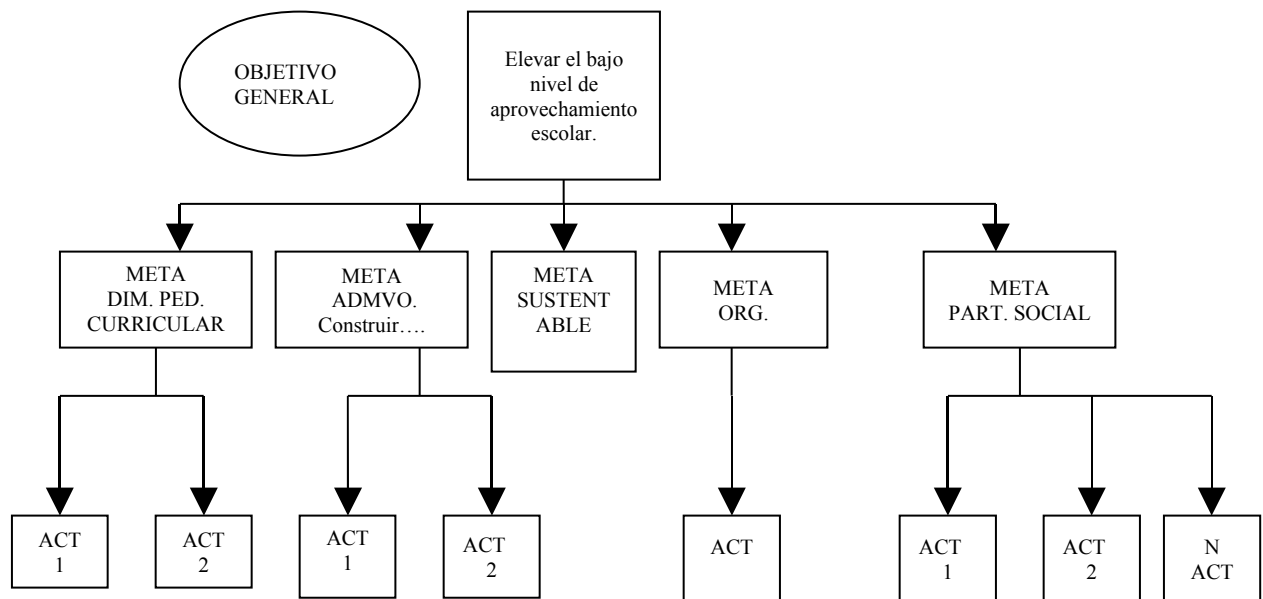 OBJETIVO
GENERAL
Elevar el bajo
nivel de
aprovechamiento
escolar.
META
DIM. PED.
CURRICULAR
META
ADMVO.
Construir….
META
SUSTENT
ABLE
META
ORG.
META
PART. SOCIAL
ACT
1
ACT
2
ACT
1
ACT
2
ACT
ACT
1
ACT
2
N
ACT